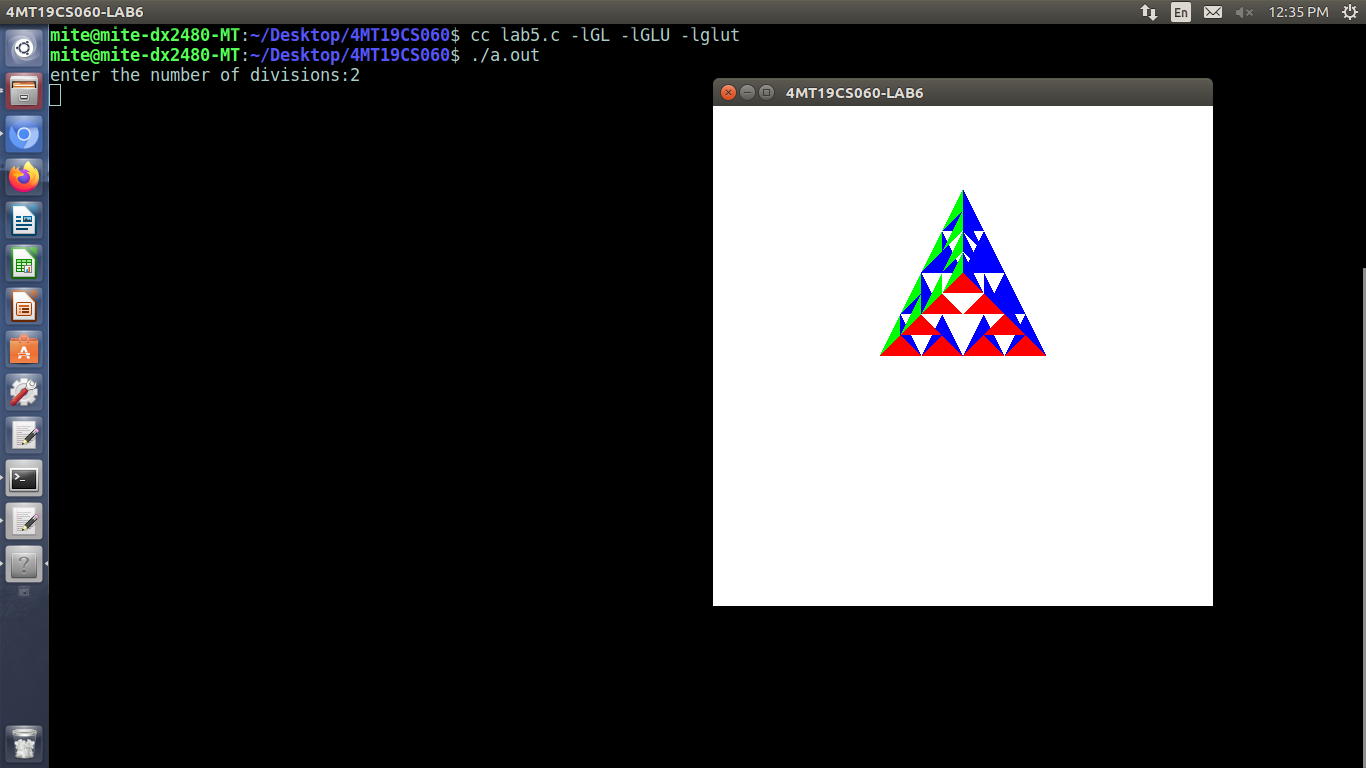 4MT19CS060-LAB6
En
12:35 PM
mite@mite-dx2480-MT:~/Desktop/4MT19CS060$ cc lab5.c -lGL -lGLU -lglut
mite@mite-dx2480-MT:~/Desktop/4MT19CS060$ ./a.out
enter the number of divisions:2
4MT19CS060-LAB6